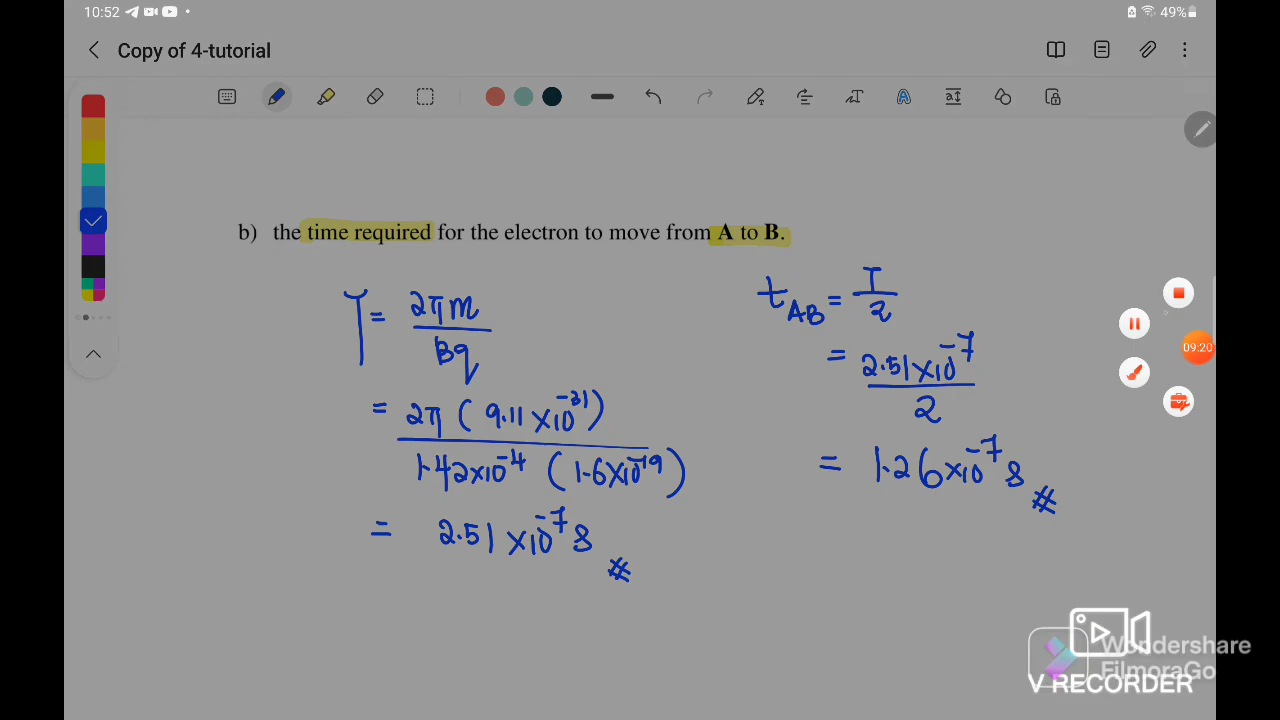 10:52
49%
Copy of 4-tutorial
b) the time required for the electron to move from A to B.
T = 2πm / Bq
= 2π (9.11×10⁻³¹) / 1.42×10⁻⁴ (1.6×10⁻¹⁹)
= 2.51 ×10⁻⁷ s #
t_AB = T / 2
= 2.51×10⁻⁷ / 2
= 1.26×10⁻⁷ s #
09:20
Wondershare
FilmoraGo
V RECORDER